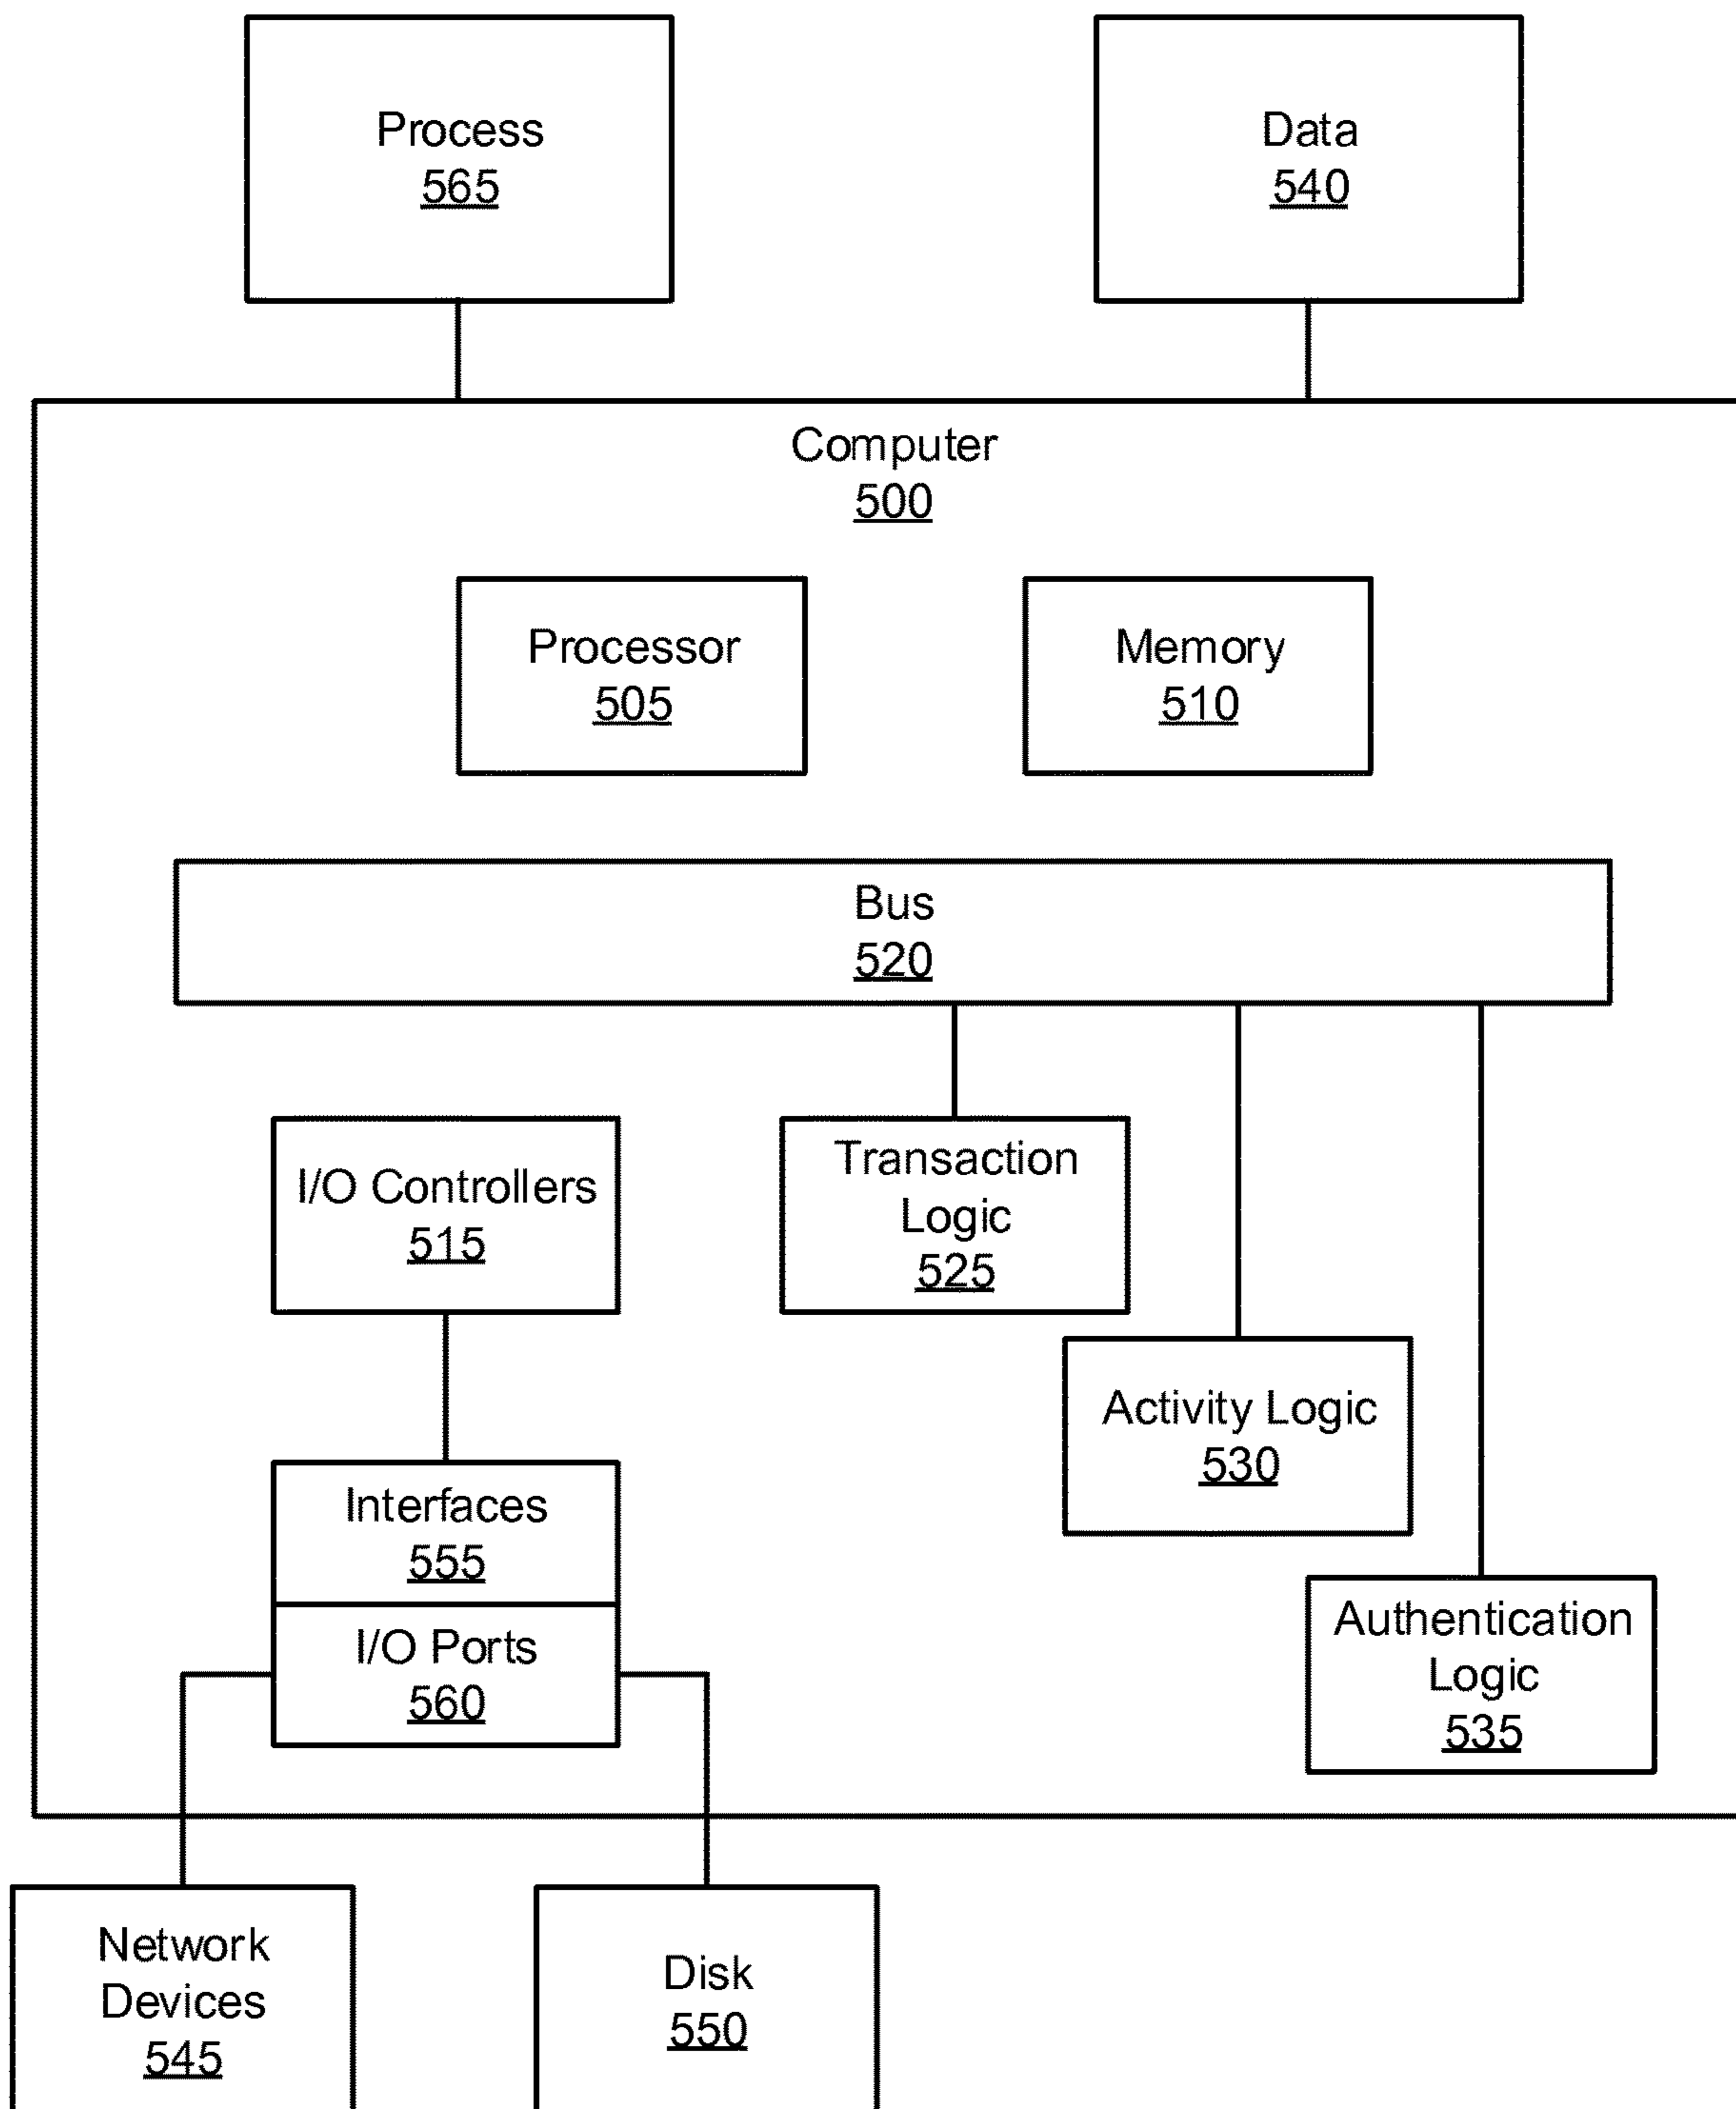 Process
565
Data
540
Computer
500
Processor
505
Memory
510
Bus
520
I/O Controllers
515
Transaction
Logic
525
Activity Logic
530
Interfaces
555
I/O Ports
560
Authentication
Logic
535
Network
Devices
545
Disk
550